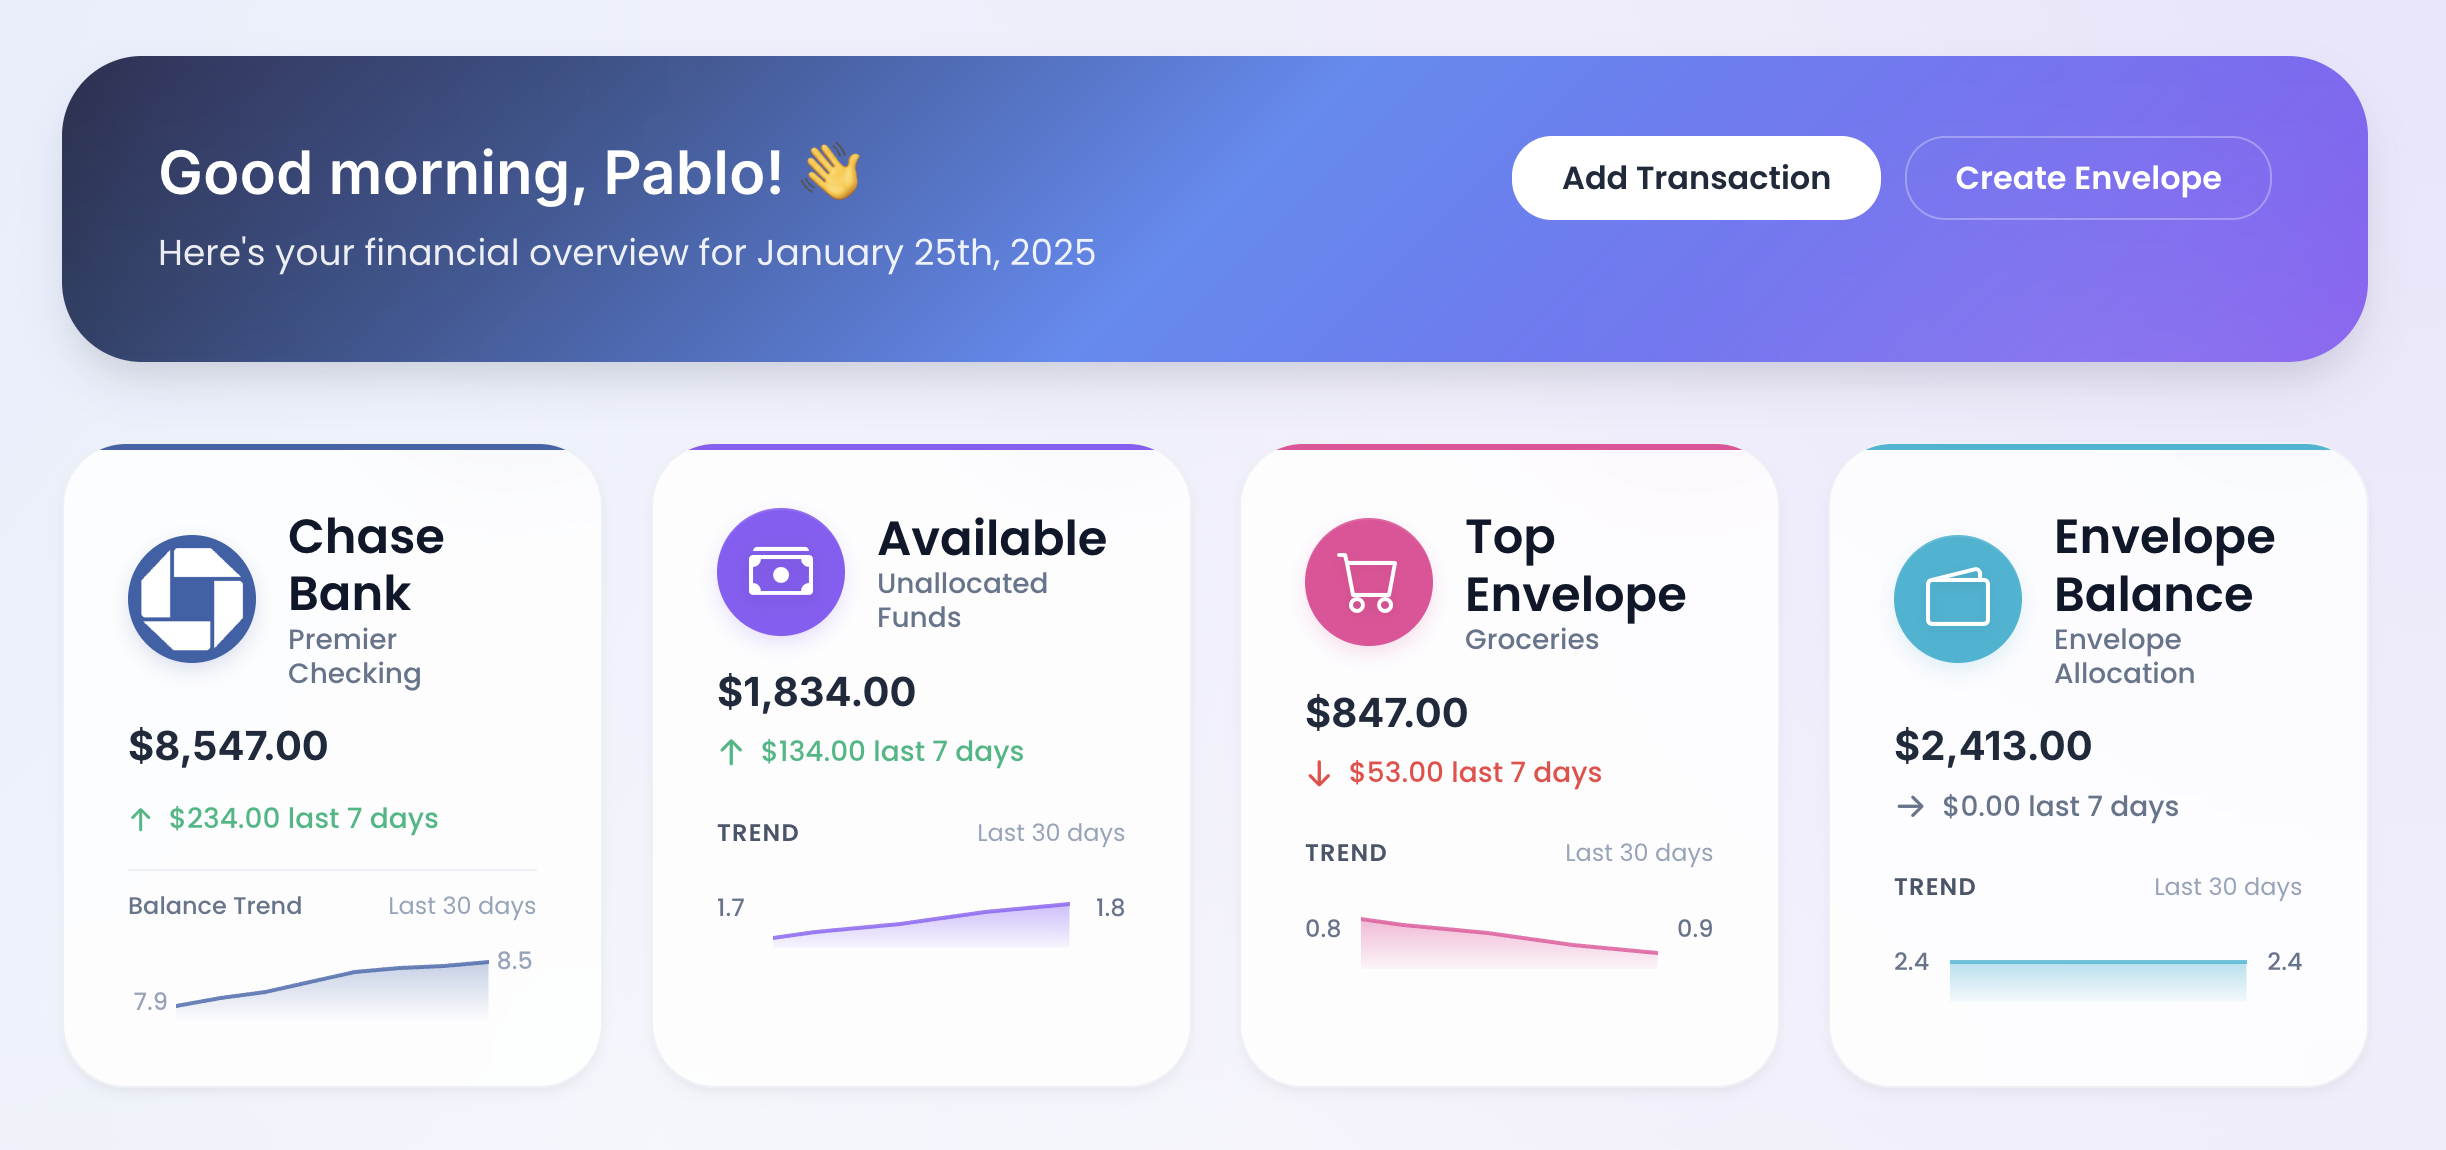 Good morning, Pablo! 👋
Here's your financial overview for January 25th, 2025
Add Transaction
Create Envelope
Chase
Bank
Premier
Checking
$8,547.00
↑ $234.00 last 7 days
Balance Trend
Last 30 days
7.9
8.5
Available
Unallocated
Funds
$1,834.00
↑ $134.00 last 7 days
TREND
Last 30 days
1.7
1.8
Top
Envelope
Groceries
$847.00
↓ $53.00 last 7 days
TREND
Last 30 days
0.8
0.9
Envelope
Balance
Envelope
Allocation
$2,413.00
→ $0.00 last 7 days
TREND
Last 30 days
2.4
2.4